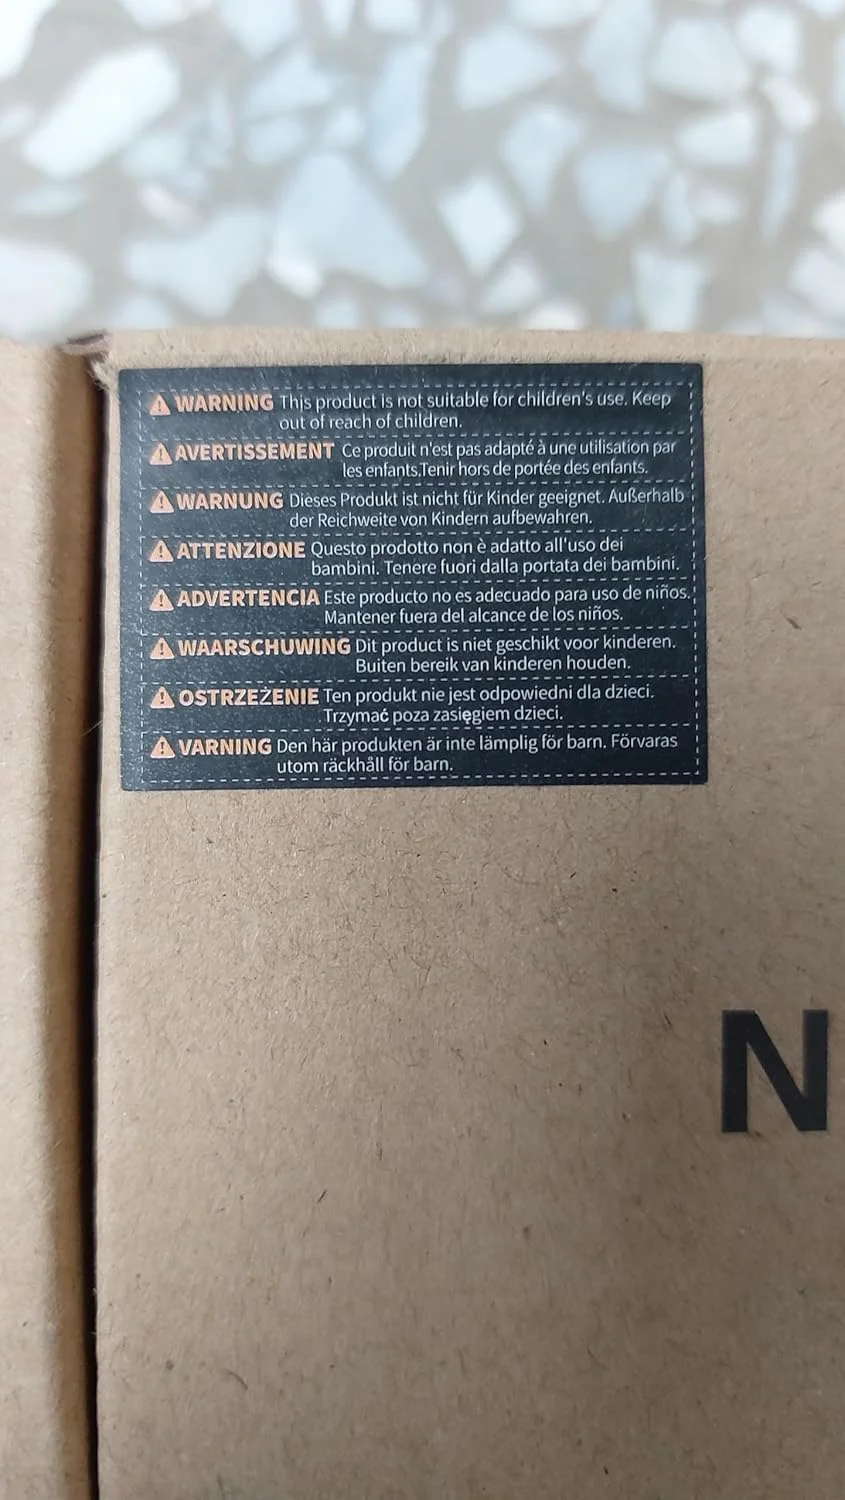 WARNING This product is not suitable for children's use. Keep
out of reach of children.
AVERTISSEMENT Ce produit n'est pas adapté à une utilisation par
les enfants.Tenir hors de portée des enfants.
WARNUNG Dieses Produkt ist nicht für Kinder geeignet. Außerhalb
der Reichweite von Kindern aufbewahren.
ATTENZIONE Questo prodotto non è adatto all'uso dei
bambini. Tenere fuori dalla portata dei bambini.
ADVERTENCIA Este producto no es adecuado para uso de niños.
Mantener fuera del alcance de los niños.
WAARSCHUWING Dit product is niet geschikt voor kinderen.
Buiten bereik van kinderen houden.
OSTRZEŻENIE Ten produkt nie jest odpowiedni dla dzieci.
Trzymać poza zasięgiem dzieci.
VARNING Den här produkten är inte lämplig för barn. Förvaras
utom räckhåll för barn.
N